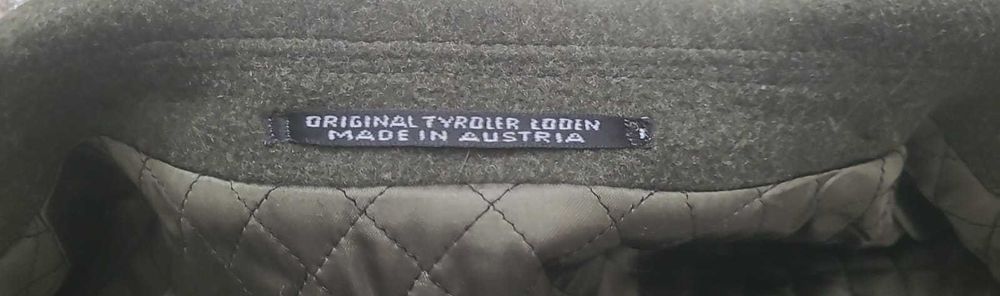 ORIGINAL TYROLER LODEN
MADE IN AUSTRIA